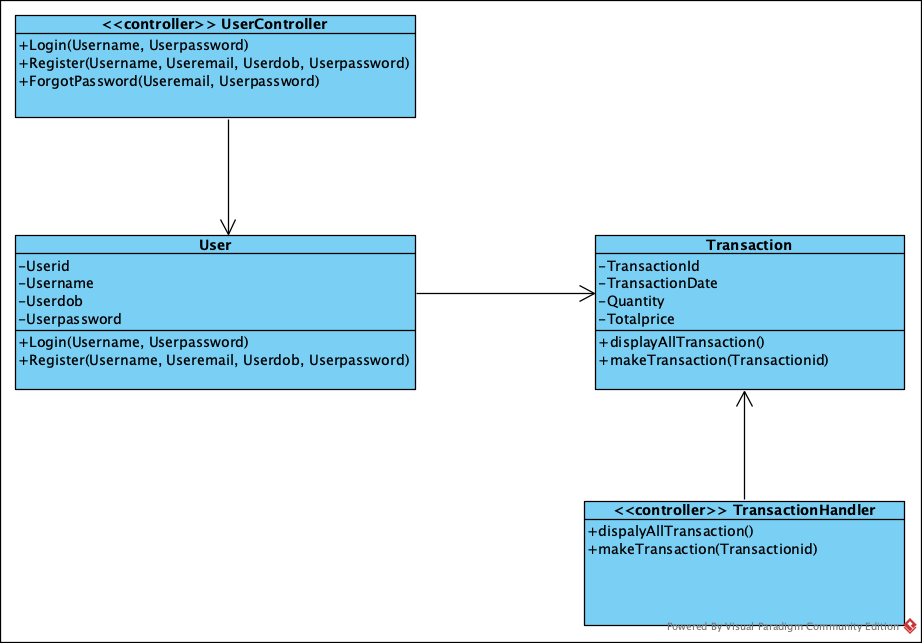 <<controller>> UserController
+Login(Username, Userpassword)
+Register(Username, Useremail, Userdob, Userpassword)
+ForgotPassword(Useremail, Userpassword)
User
-Userid
-Username
-Userdob
-Userpassword
+Login(Username, Userpassword)
+Register(Username, Useremail, Userdob, Userpassword)
Transaction
-TransactionId
-TransactionDate
-Quantity
-Totalprice
+displayAllTransaction()
+makeTransaction(Transactionid)
<<controller>> TransactionHandler
+dispalyAllTransaction()
+makeTransaction(Transactionid)
Powered By Visual Paradigm Community Edition